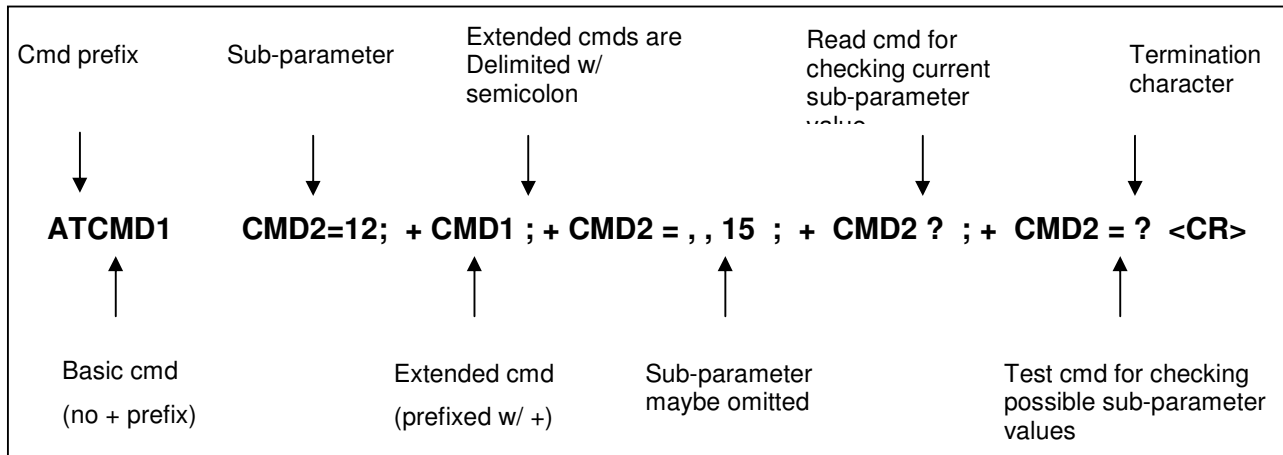 Cmd prefix
Sub-parameter
Extended cmds are
Delimited w/
semicolon
Read cmd for
checking current
sub-parameter
value
Termination
character
ATCMD1 CMD2=12; + CMD1 ; + CMD2 = , , 15 ; + CMD2 ? ; + CMD2 = ? <CR>
Basic cmd
(no + prefix)
Extended cmd
(prefixed w/ +)
Sub-parameter
maybe omitted
Test cmd for checking
possible sub-parameter
values